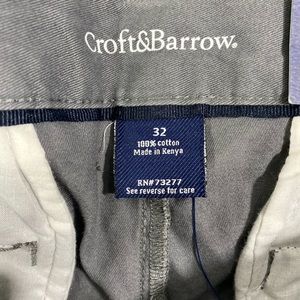 Croft&Barrow.
32
100% cotton
Made in Kenya
RN#73277
See reverse for care